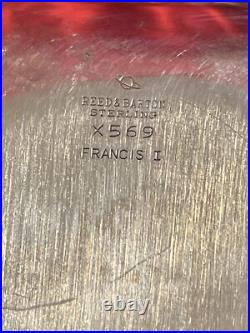 REED & BARTON
STERLING
X569
FRANCIS I